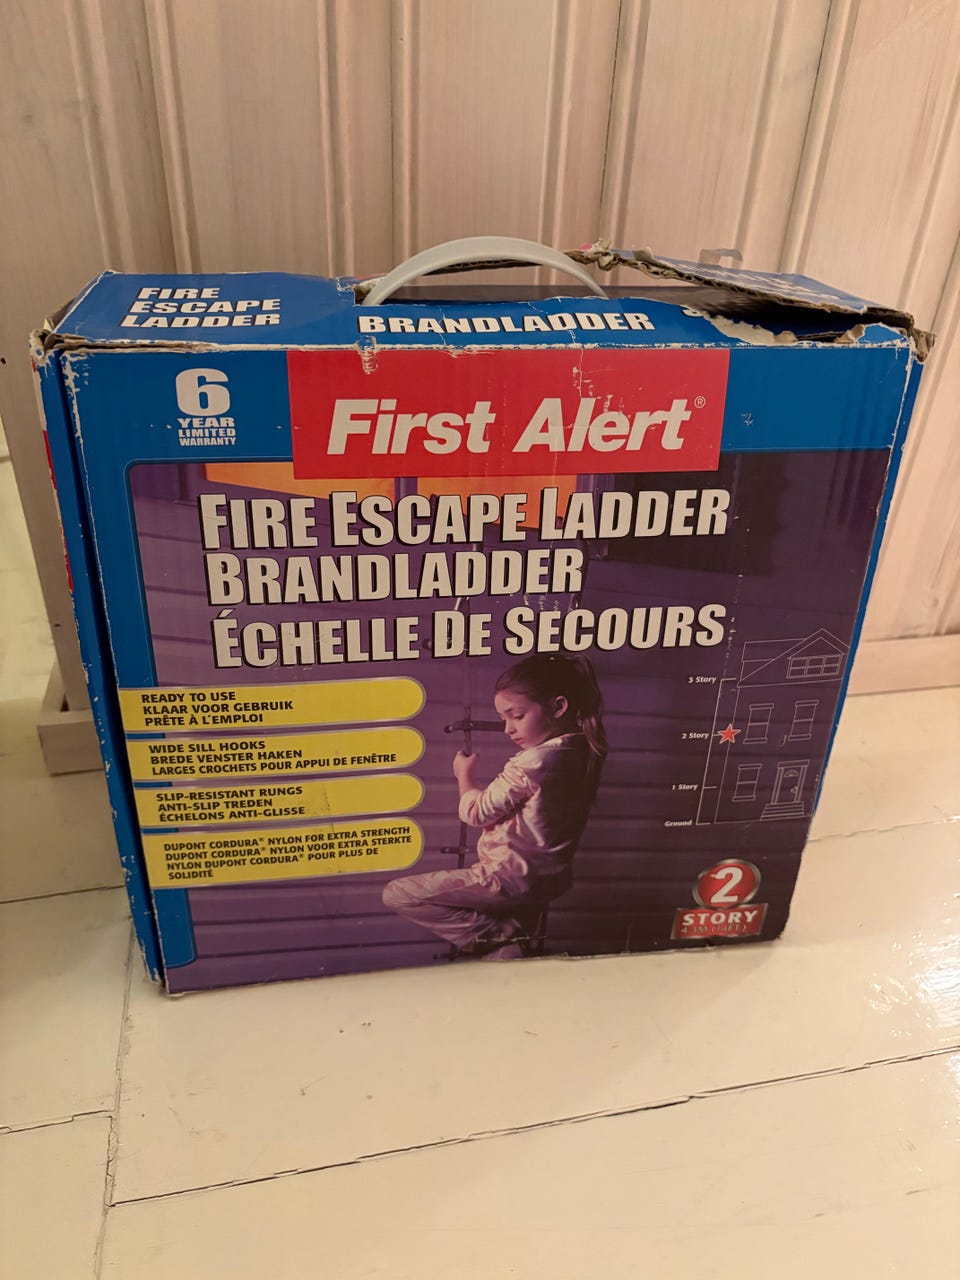 FIRE
ESCAPE
LADDER
BRANDLADDER
6
YEAR
LIMITED
WARRANTY
First Alert®
FIRE ESCAPE LADDER
BRANDLADDER
ÉCHELLE DE SECOURS
READY TO USE
KLAAR VOOR GEBRUIK
PRÊTE À L'EMPLOI
WIDE SILL HOOKS
BREDE VENSTER HAKEN
LARGES CROCHETS POUR APPUI DE FENÊTRE
SLIP-RESISTANT RUNGS
ANTI-SLIP TREDEN
ÉCHELONS ANTI-GLISSE
DUPONT CORDURA® NYLON FOR EXTRA STRENGTH
DUPONT CORDURA® NYLON VOOR EXTRA STERKTE
NYLON DUPONT CORDURA® POUR PLUS DE
SOLIDITÉ
3 Story
2 Story
1 Story
Ground
2
STORY
4.3M (14FT.)